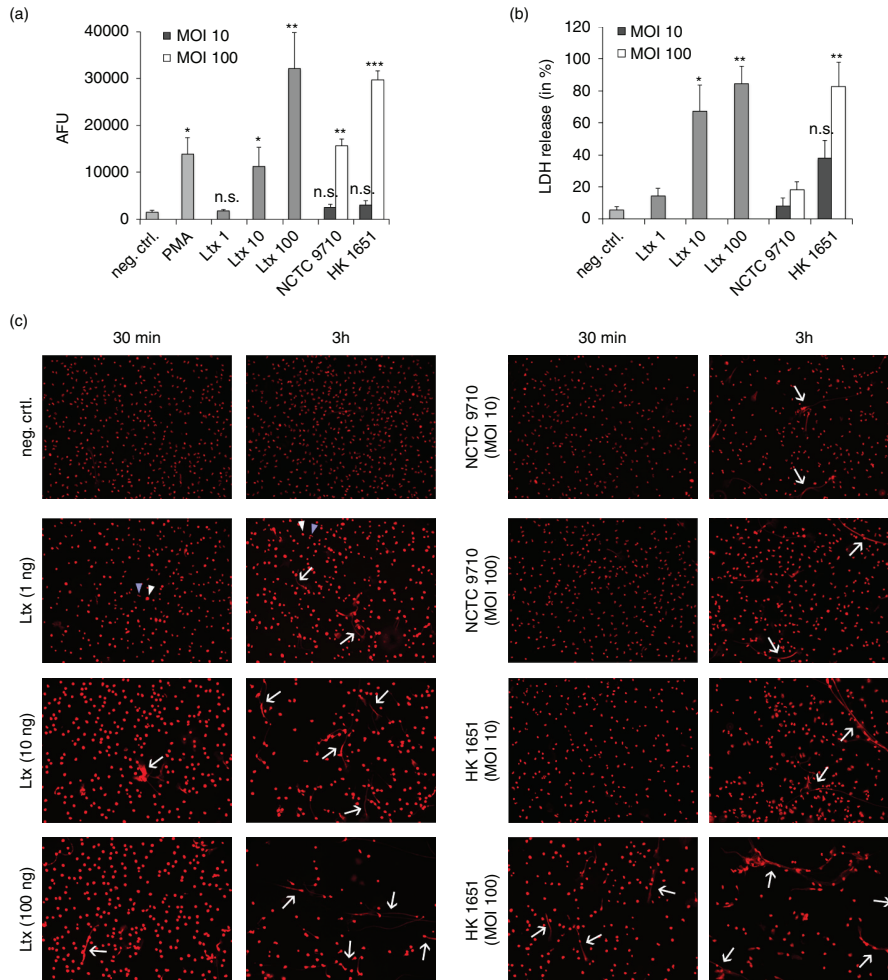 (a)
40000
30000
20000
10000
0
AFU
MOI 10
MOI 100
*
n.s.
*
**
n.s.
**
n.s.
***
neg. ctrl.
PMA
Ltx 1
Ltx 10
Ltx 100
NCTC 9710
HK 1651
(b)
120
100
80
60
40
20
0
LDH release (in %)
MOI 10
MOI 100
*
**
n.s.
**
neg. ctrl.
Ltx 1
Ltx 10
Ltx 100
NCTC 9710
HK 1651
(c)
30 min
3h
30 min
3h
neg. crtl.
Ltx (1 ng)
Ltx (10 ng)
Ltx (100 ng)
NCTC 9710
(MOI 10)
NCTC 9710
(MOI 100)
HK 1651
(MOI 10)
HK 1651
(MOI 100)